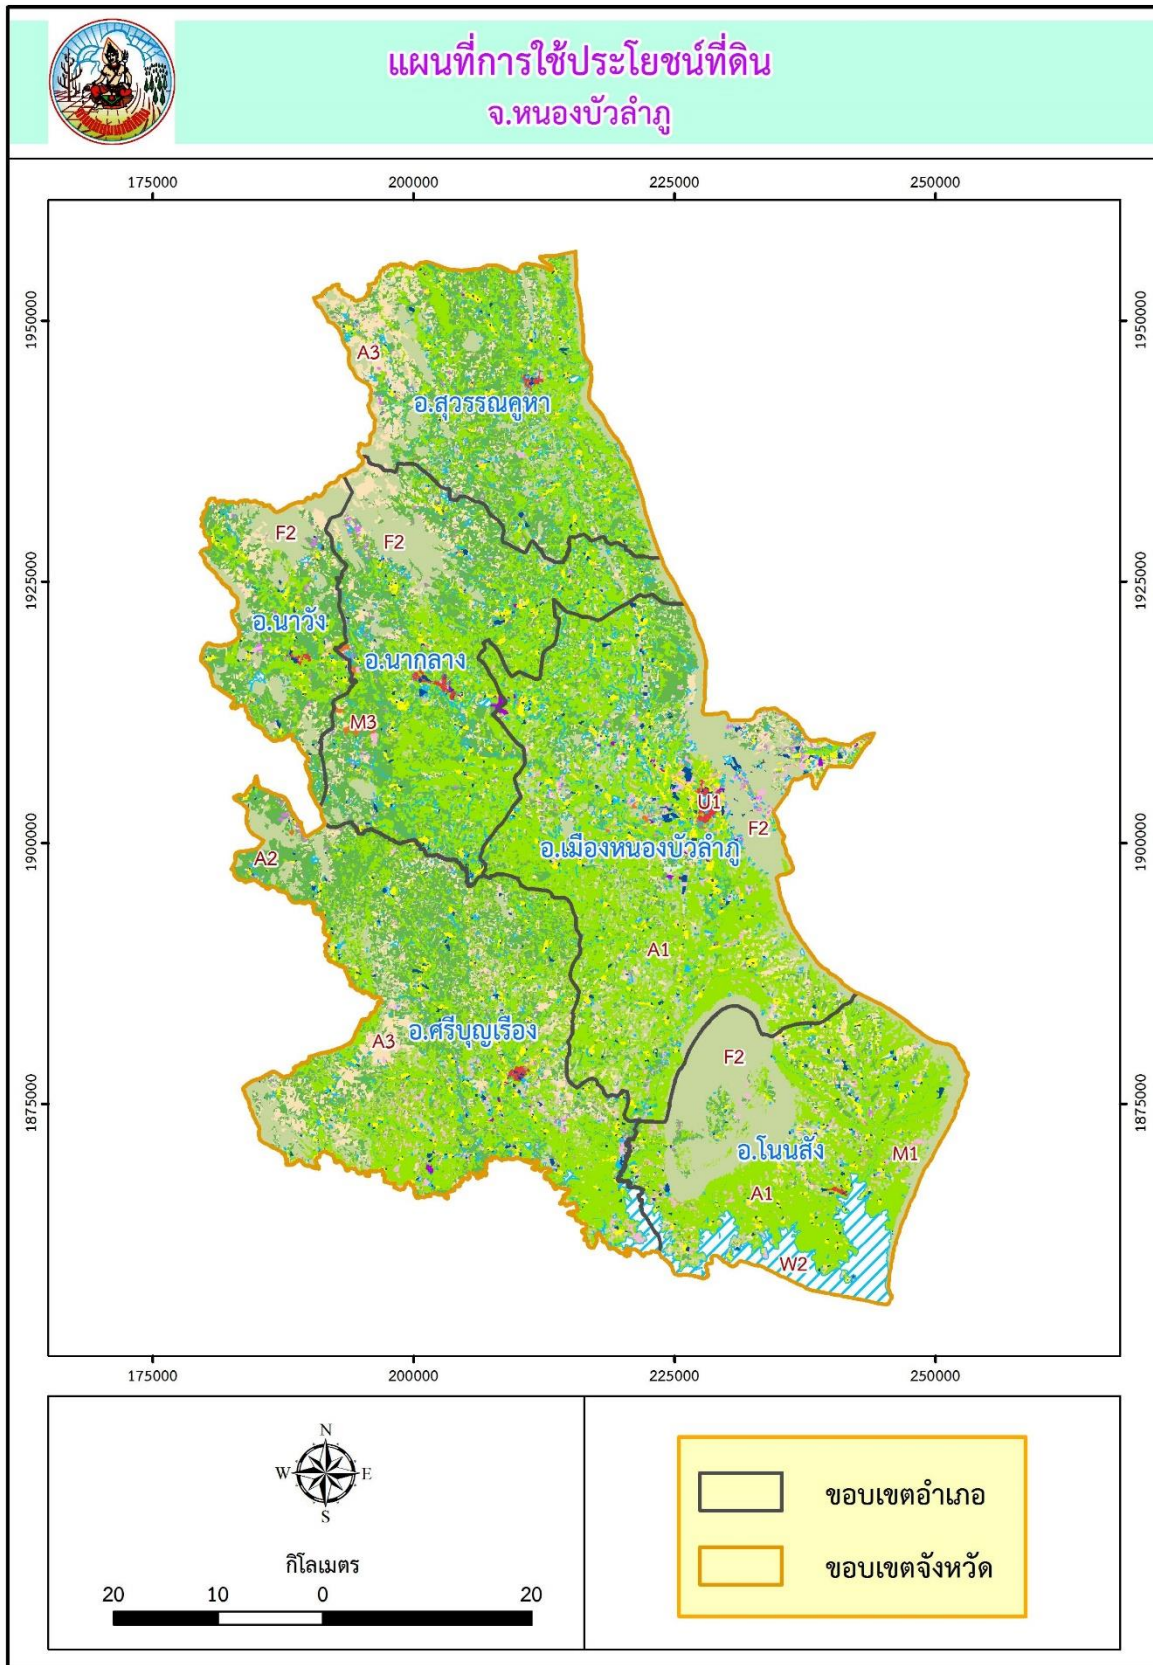 แผนที่การใช้ประโยชน์ที่ดิน
จ.หนองบัวลำภู
175000 200000 225000 250000
1950000 1950000
A3
อ.สุวรรณคูหา
F2 F2
1925000 1925000
อ.นาวัง
อ.นากลาง
M3
U1
F2
1900000 1900000
อ.เมืองหนองบัวลำภู
A2
A1
อ.ศรีบุญเรือง
A3
F2
1875000 1875000
อ.โนนสัง
M1
A1
W2
175000 200000 225000 250000
N
W E
S
กิโลเมตร
20 10 0 20
ขอบเขตอำเภอ
ขอบเขตจังหวัด